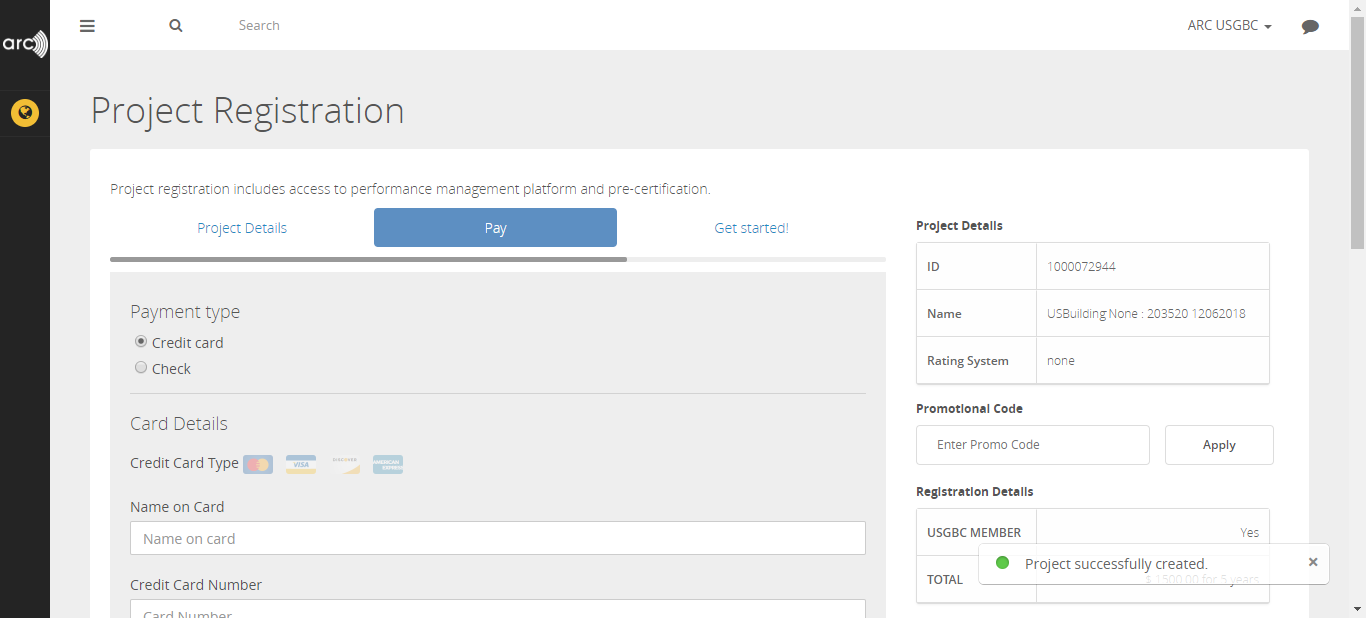 arc
Search
ARC USGBC
Project Registration
Project registration includes access to performance management platform and pre-certification.
Project Details
Pay
Get started!
Payment type
Credit card
Check
Card Details
Credit Card Type
VISA
DISCOVER
AMERICAN EXPRESS
Name on Card
Name on card
Credit Card Number
Card Number
Project Details
ID 1000072944
Name USBuilding None : 203520 12062018
Rating System none
Promotional Code
Enter Promo Code Apply
Registration Details
USGBC MEMBER Yes
TOTAL $ 1500.00 for 5 years
Project successfully created. ×